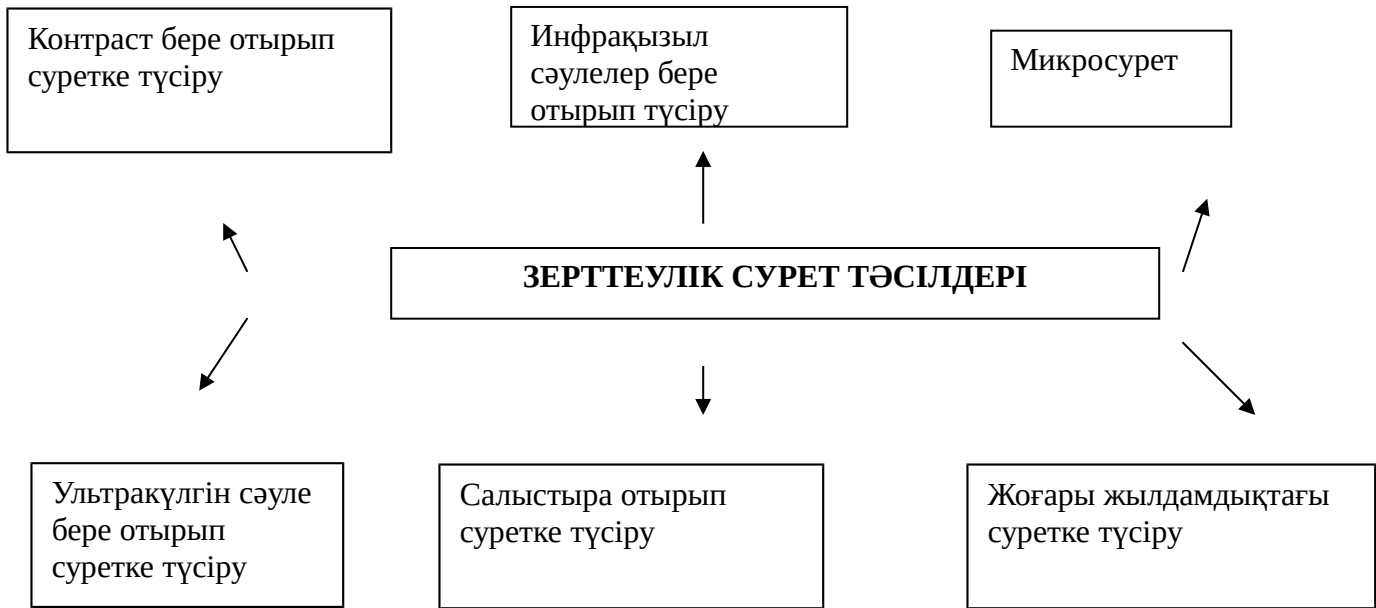 Контраст бере отырып
суретке түсіру
Инфрақызыл
сәулелер бере
отырып түсіру
Микросурет
ЗЕРТТЕУЛІК СУРЕТ ТӘСІЛДЕРІ
Ультракүлгін сәуле
бере отырып
суретке түсіру
Салыстыра отырып
суретке түсіру
Жоғары жылдамдықтағы
суретке түсіру